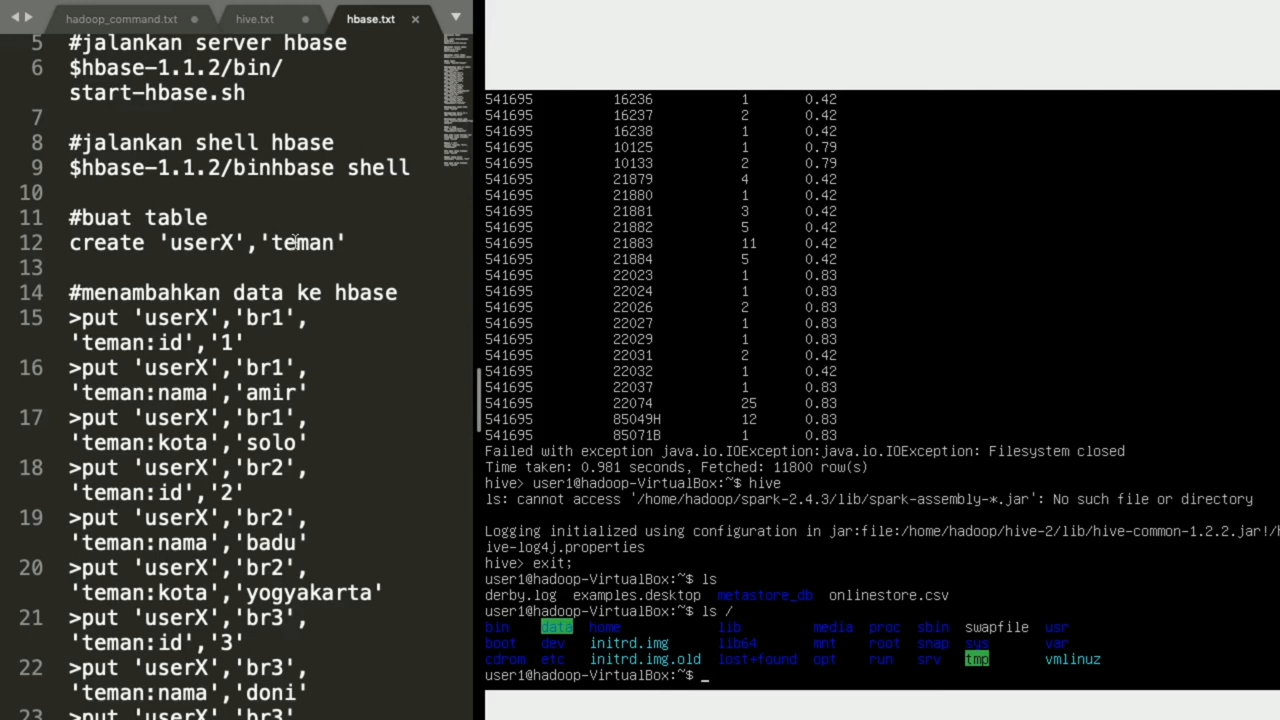 hadoop_command.txt
hive.txt
hbase.txt
5 #jalankan server hbase
6 $hbase-1.1.2/bin/
start-hbase.sh
7
8 #jalankan shell hbase
9 $hbase-1.1.2/binhbase shell
10
11 #buat table
12 create 'userX','teman'
13
14 #menambahkan data ke hbase
15 >put 'userX','br1',
'teman:id','1'
16 >put 'userX','br1',
'teman:nama','amir'
17 >put 'userX','br1',
'teman:kota','solo'
18 >put 'userX','br2',
'teman:id','2'
19 >put 'userX','br2',
'teman:nama','badu'
20 >put 'userX','br2',
'teman:kota','yogyakarta'
21 >put 'userX','br3',
'teman:id','3'
22 >put 'userX','br3',
'teman:nama','doni'
23 >put 'userX','br3',
541695 16236 1 0.42
541695 16237 2 0.42
541695 16238 1 0.42
541695 10125 1 0.79
541695 10133 2 0.79
541695 21879 4 0.42
541695 21880 1 0.42
541695 21881 3 0.42
541695 21882 5 0.42
541695 21883 11 0.42
541695 21884 5 0.42
541695 22023 1 0.83
541695 22024 1 0.83
541695 22026 2 0.83
541695 22027 1 0.83
541695 22029 1 0.83
541695 22031 2 0.42
541695 22032 1 0.42
541695 22037 1 0.83
541695 22074 25 0.83
541695 85049H 12 0.83
541695 85071B 1 0.83
Failed with exception java.io.IOException:java.io.IOException: Filesystem closed
Time taken: 0.981 seconds, Fetched: 11800 row(s)
hive> user1@hadoop-VirtualBox:~$ hive
ls: cannot access '/home/hadoop/spark-2.4.3/lib/spark-assembly-*.jar': No such file or directory
Logging initialized using configuration in jar:file:/home/hadoop/hive-2/lib/hive-common-1.2.2.jar!/h
ive-log4j.properties
hive> exit;
user1@hadoop-VirtualBox:~$ ls
derby.log examples.desktop metastore_db onlinestore.csv
user1@hadoop-VirtualBox:~$ ls /
bin data home lib media proc sbin swapfile usr
boot dev initrd.img lib64 mnt root snap sys var
cdrom etc initrd.img.old lost+found opt run srv tmp vmlinuz
user1@hadoop-VirtualBox:~$ _